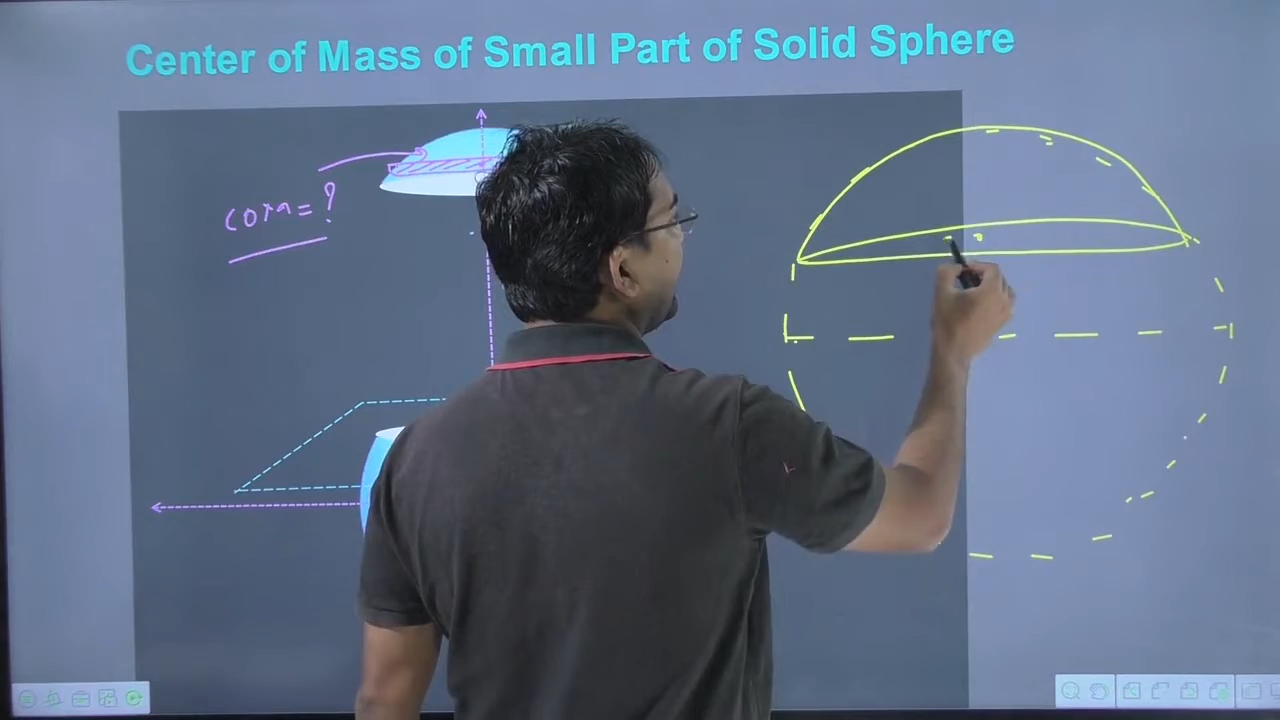 Center of Mass of Small Part of Solid Sphere
com = ?